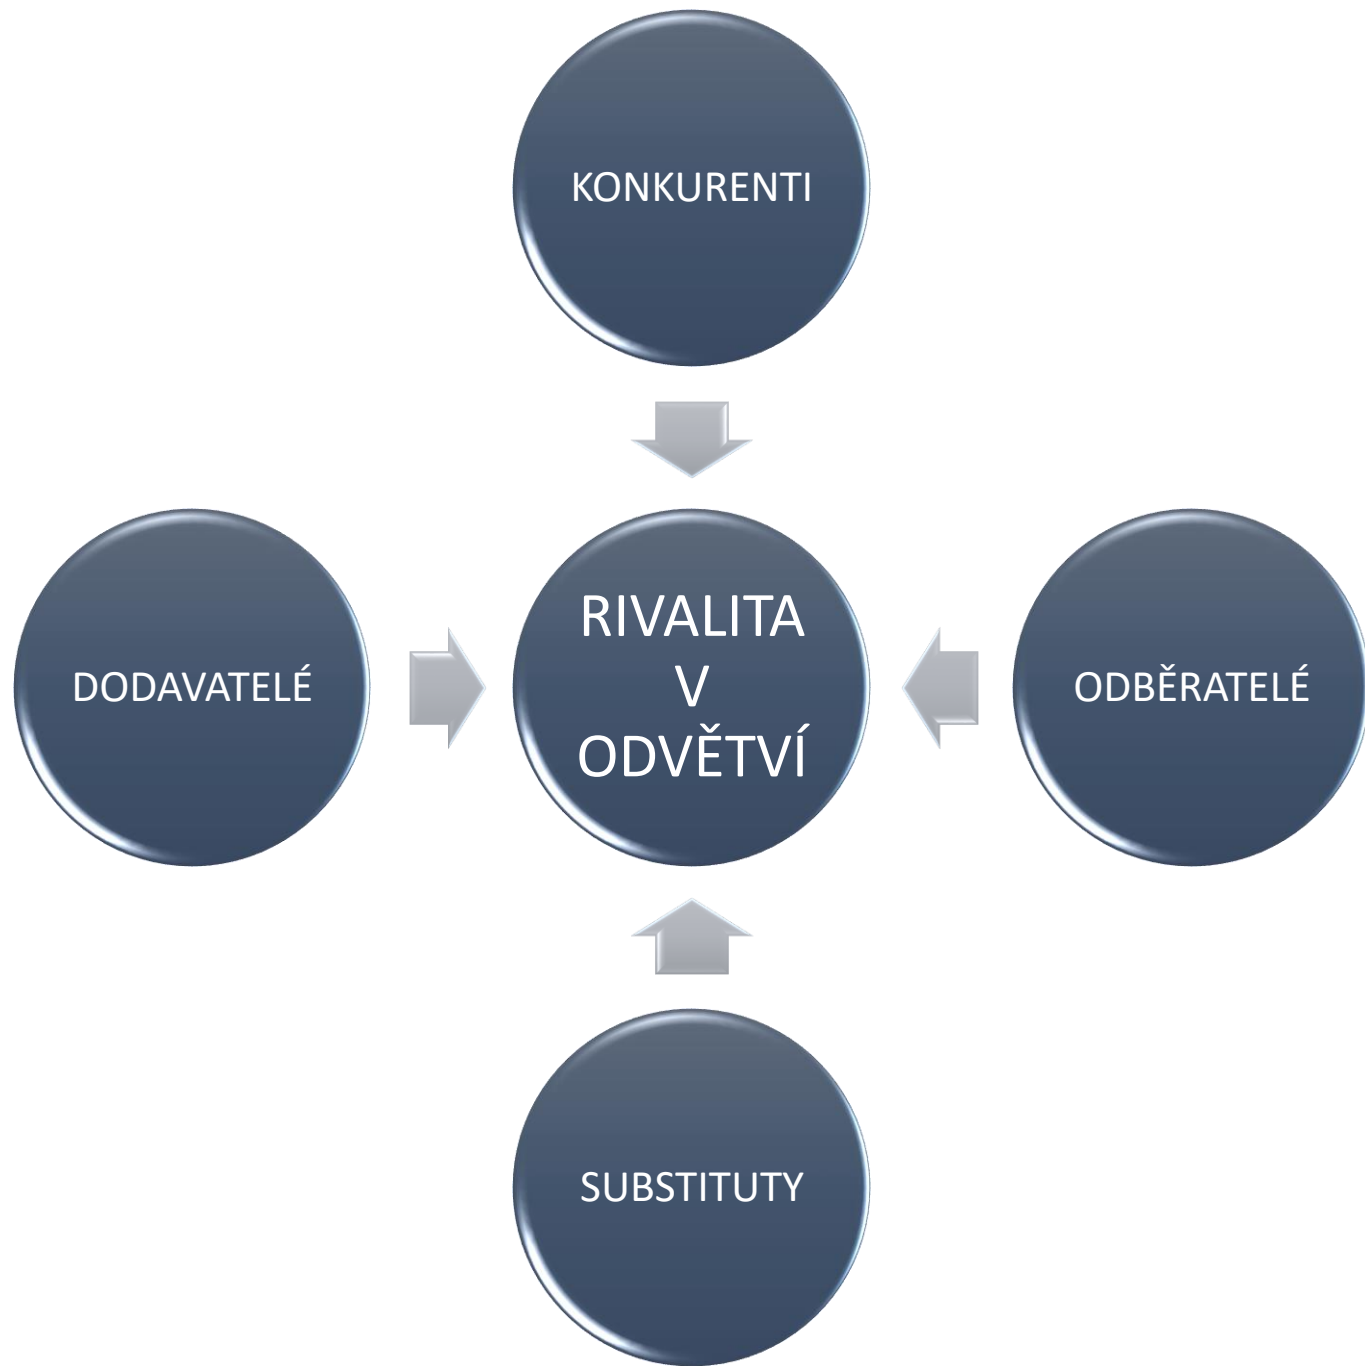 KONKURENTI
DODAVATELÉ
RIVALITA
V
ODVĚTVÍ
ODBĚRATELÉ
SUBSTITUTY